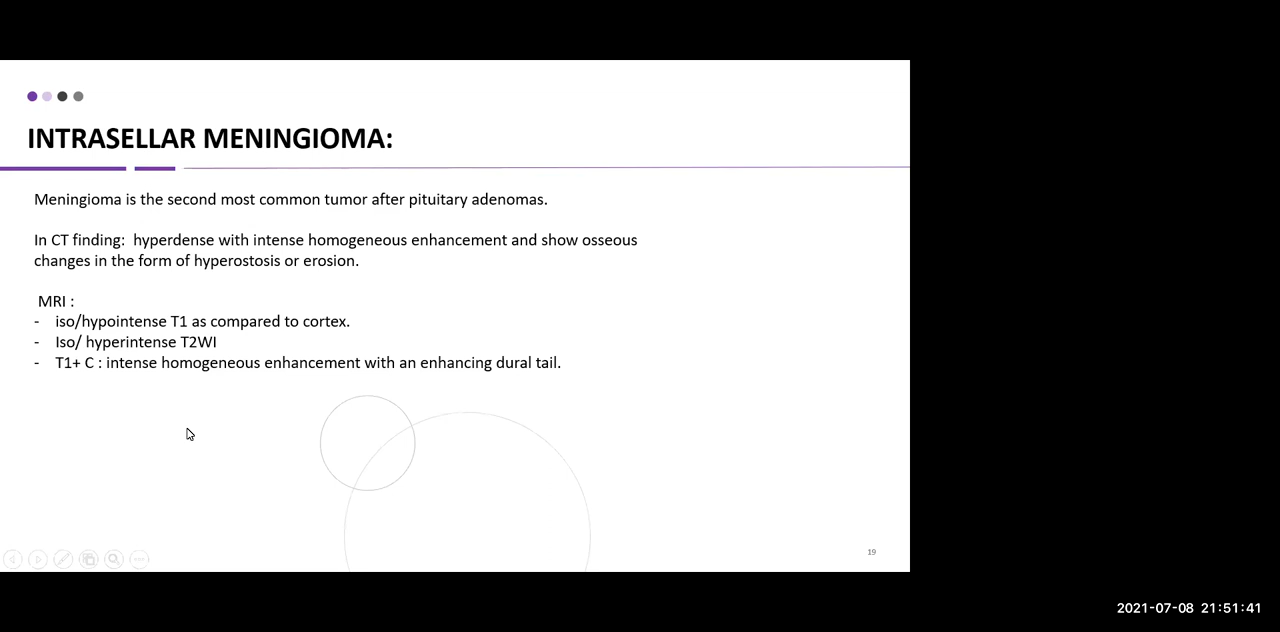 INTRASELLAR MENINGIOMA:
Meningioma is the second most common tumor after pituitary adenomas.
In CT finding:  hyperdense with intense homogeneous enhancement and show osseous
changes in the form of hyperostosis or erosion.
MRI :
- iso/hypointense T1 as compared to cortex.
- Iso/ hyperintense T2WI
- T1+ C : intense homogeneous enhancement with an enhancing dural tail.
19
2021-07-08 21:51:41